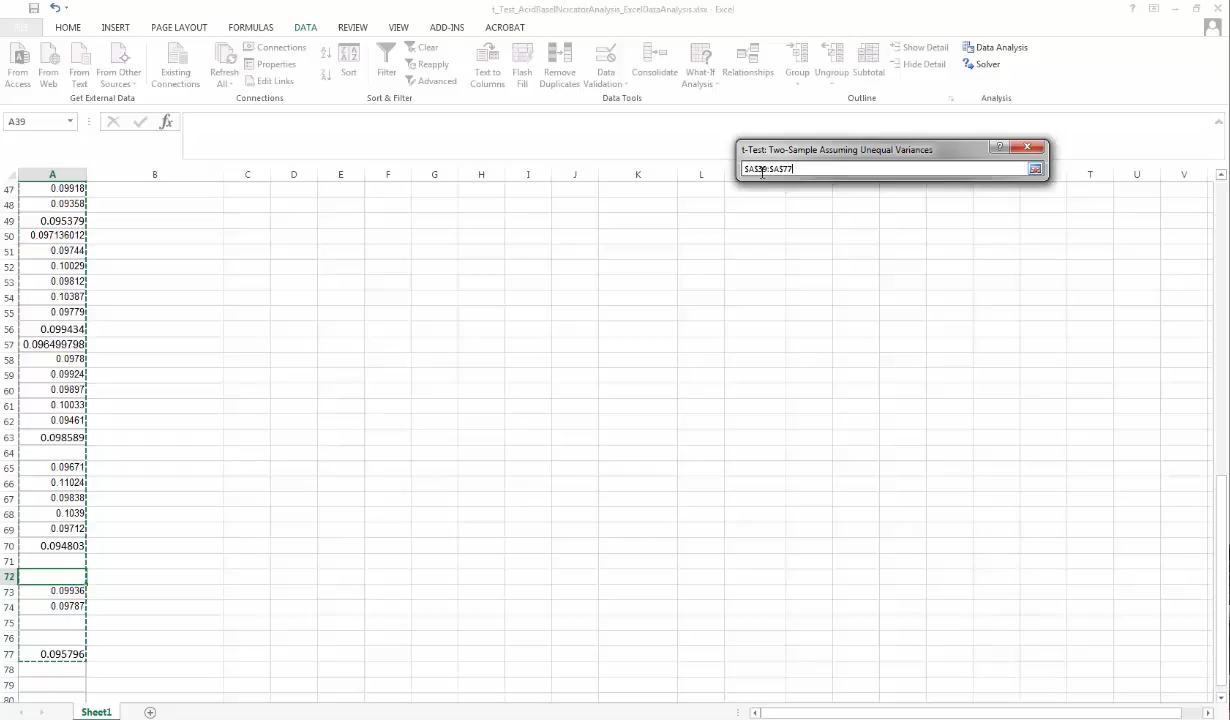 t_Test_AcidBaseINcicatorAnalysis_ExcelDataAnalysis.xlsx - Excel
HOME INSERT PAGE LAYOUT FORMULAS DATA REVIEW VIEW ADD-INS ACROBAT
From Access
From Web
From Text
From Other Sources
Get External Data
Existing Connections
Refresh All
Connections
Properties
Edit Links
Connections
Sort
Filter
Clear
Reapply
Advanced
Sort & Filter
Text to Columns
Flash Fill
Remove Duplicates
Data Validation
Consolidate
What-If Analysis
Relationships
Data Tools
Group
Ungroup
Subtotal
Show Detail
Hide Detail
Outline
Data Analysis
Solver
Analysis
A39 fx
t-Test: Two-Sample Assuming Unequal Variances
$A$39:$A$77
A B C D E F G H I J K L T U V
47 0.09918
48 0.09358
49 0.095379
50 0.097136012
51 0.09744
52 0.10029
53 0.09812
54 0.10387
55 0.09779
56 0.099434
57 0.096499798
58 0.0978
59 0.09924
60 0.09897
61 0.10033
62 0.09461
63 0.098589
64
65 0.09671
66 0.11024
67 0.09838
68 0.1039
69 0.09712
70 0.094803
71
72
73 0.09936
74 0.09787
75
76
77 0.095796
78
79
80
Sheet1